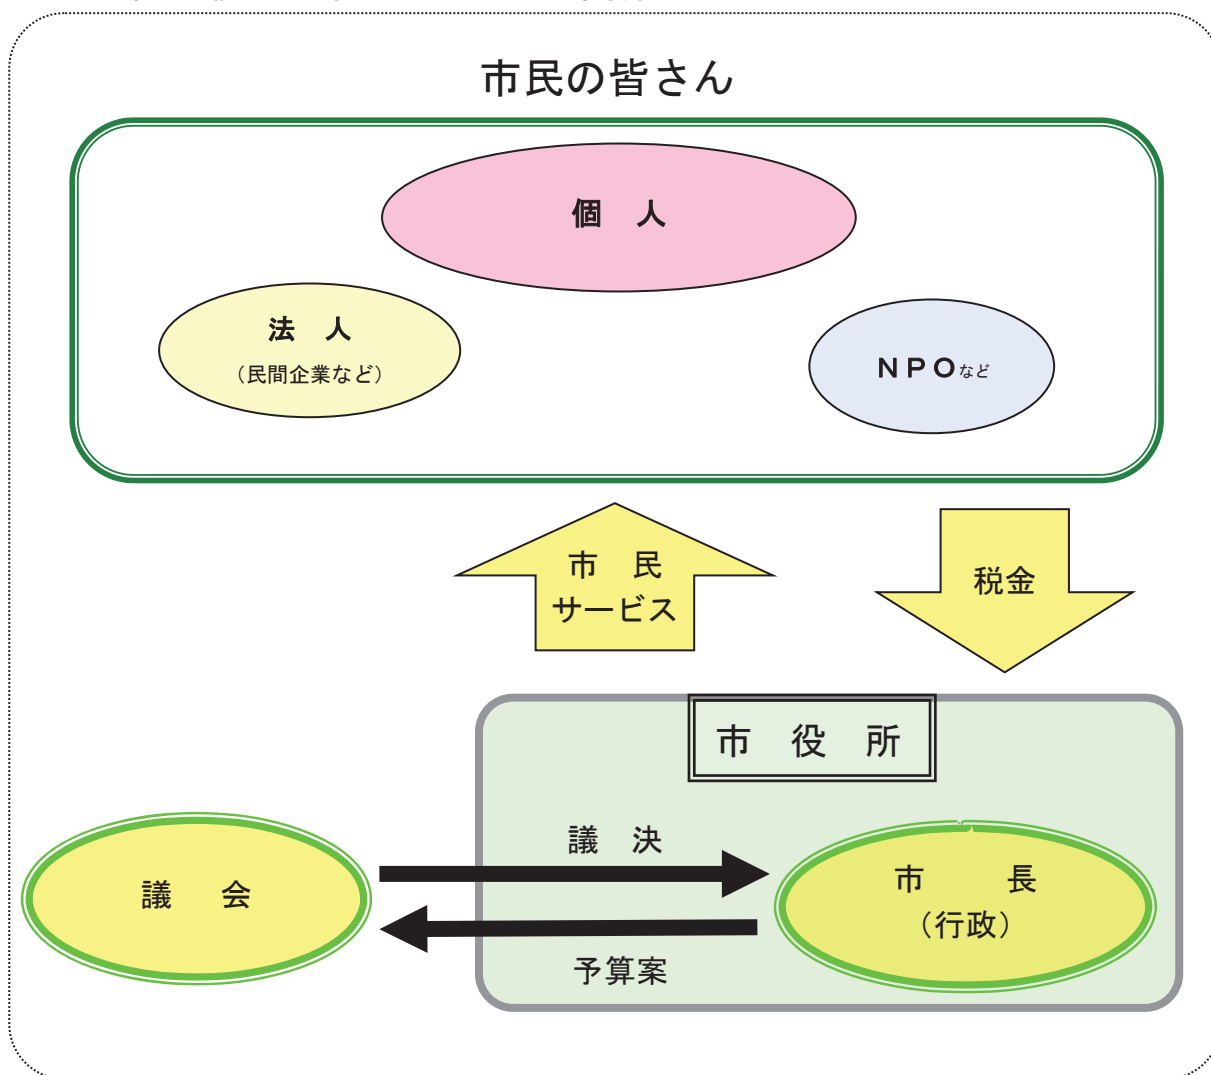 市民の皆さん
個 人
法 人
（民間企業など）
ＮＰＯなど
市 民
サービス
税金
市 役 所
議 決
議 会
市 長
（行政）
予算案